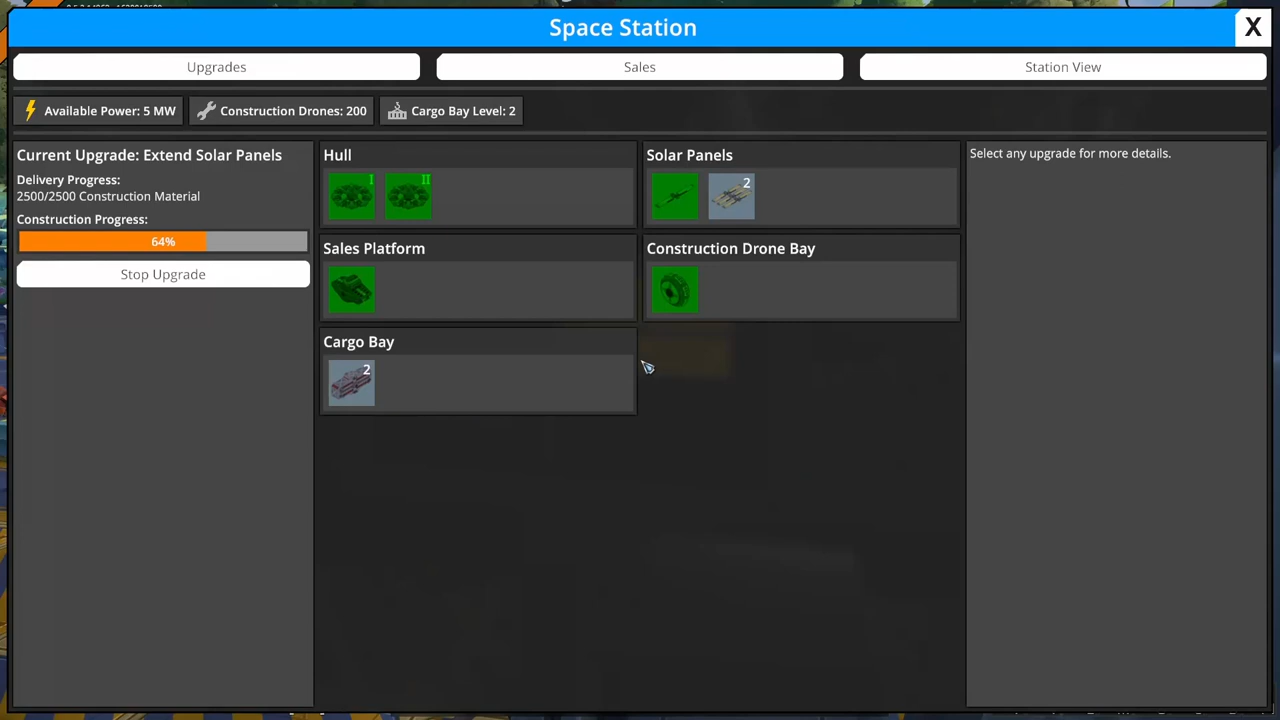 Space Station
X
Upgrades
Sales
Station View
Available Power: 5 MW
Construction Drones: 200
Cargo Bay Level: 2
Current Upgrade: Extend Solar Panels
Delivery Progress:
2500/2500 Construction Material
Construction Progress:
64%
Stop Upgrade
Hull
I
II
Solar Panels
2
Sales Platform
Construction Drone Bay
Cargo Bay
2
Select any upgrade for more details.